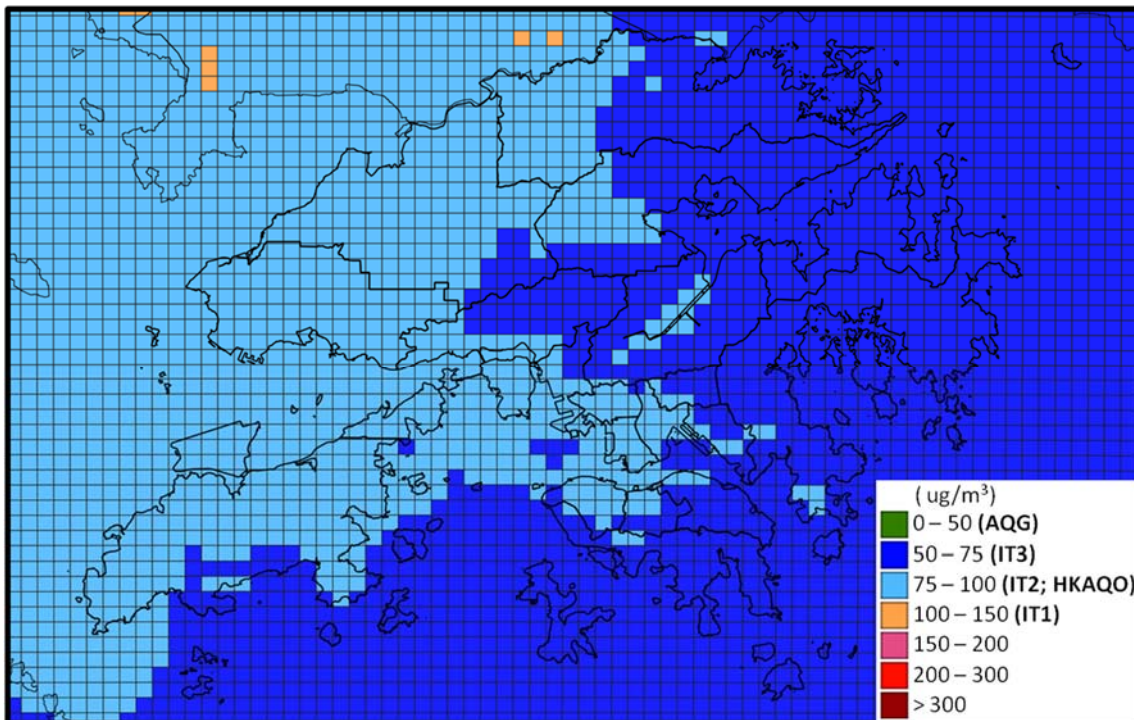 ( ug/m³)
0 – 50 (AQG)
50 – 75 (IT3)
75 – 100 (IT2; HKAQO)
100 – 150 (IT1)
150 – 200
200 – 300
> 300